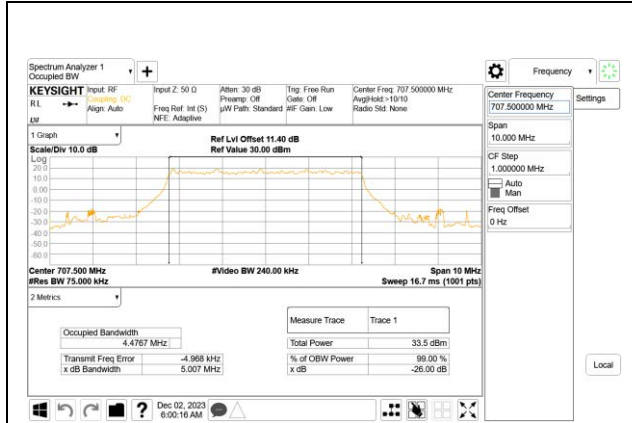 Spectrum Analyzer 1
Occupied BW
Frequency
KEYSIGHT
Input: RF
Coupling: DC
Align: Auto
Input Z: 50 Ω
Freq Ref: Int (S)
NFE: Adaptive
Atten: 30 dB
Preamp: Off
µW Path: Standard
Trig: Free Run
Gate: Off
#IF Gain: Low
Center Freq: 707.500000 MHz
Avg|Hold:>10/10
Radio Std: None
RL
Center Frequency
707.500000 MHz
Settings
Span
10.000 MHz
CF Step
1.000000 MHz
Auto
Man
Freq Offset
0 Hz
Local
1 Graph
Scale/Div 10.0 dB
Ref Lvl Offset 11.40 dB
Ref Value 30.00 dBm
Log
20.0
10.0
0.00
-10.0
-20.0
-30.0
-40.0
-50.0
-60.0
Center 707.500 MHz
#Video BW 240.00 kHz
Span 10 MHz
#Res BW 75.000 kHz
Sweep 16.7 ms (1001 pts)
2 Metrics
Measure Trace Trace 1
Occupied Bandwidth
4.4767 MHz
Total Power 33.5 dBm
Transmit Freq Error -4.968 kHz
% of OBW Power 99.00 %
x dB Bandwidth 5.007 MHz
x dB -26.00 dB
Dec 02, 2023
6:00:16 AM